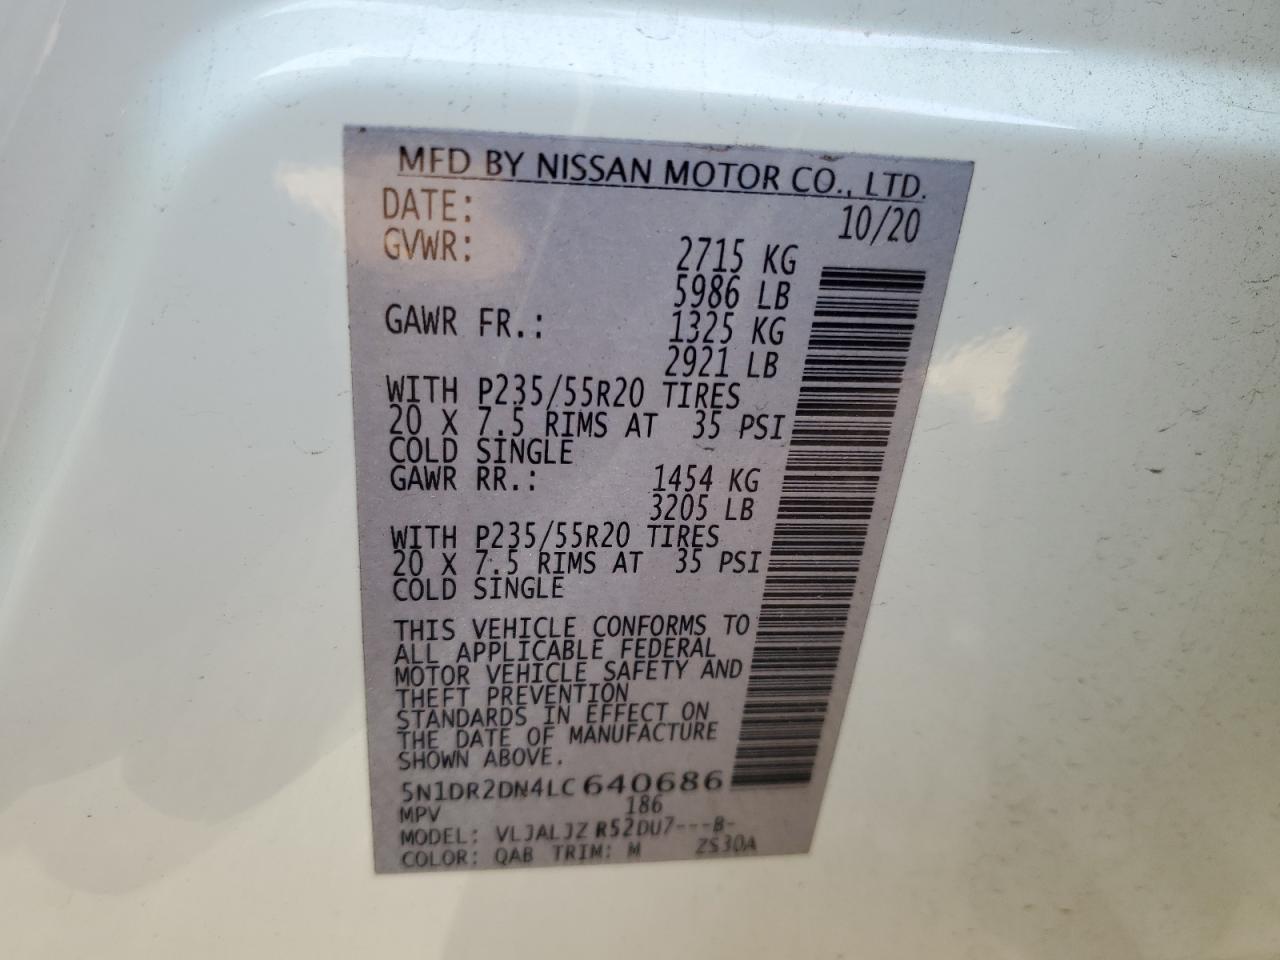 MFD BY NISSAN MOTOR CO., LTD.
DATE: 10/20
GVWR: 2715 KG
5986 LB
GAWR FR.: 1325 KG
2921 LB
WITH P235/55R20 TIRES
20 X 7.5 RIMS AT 35 PSI
COLD SINGLE
GAWR RR.: 1454 KG
3205 LB
WITH P235/55R20 TIRES
20 X 7.5 RIMS AT 35 PSI
COLD SINGLE
THIS VEHICLE CONFORMS TO
ALL APPLICABLE FEDERAL
MOTOR VEHICLE SAFETY AND
THEFT PREVENTION
STANDARDS IN EFFECT ON
THE DATE OF MANUFACTURE
SHOWN ABOVE.
5N1DR2DN4LC640686
MPV 186
MODEL: VLJALJZ R52DU7---B-
COLOR: QAB TRIM: M ZS30A